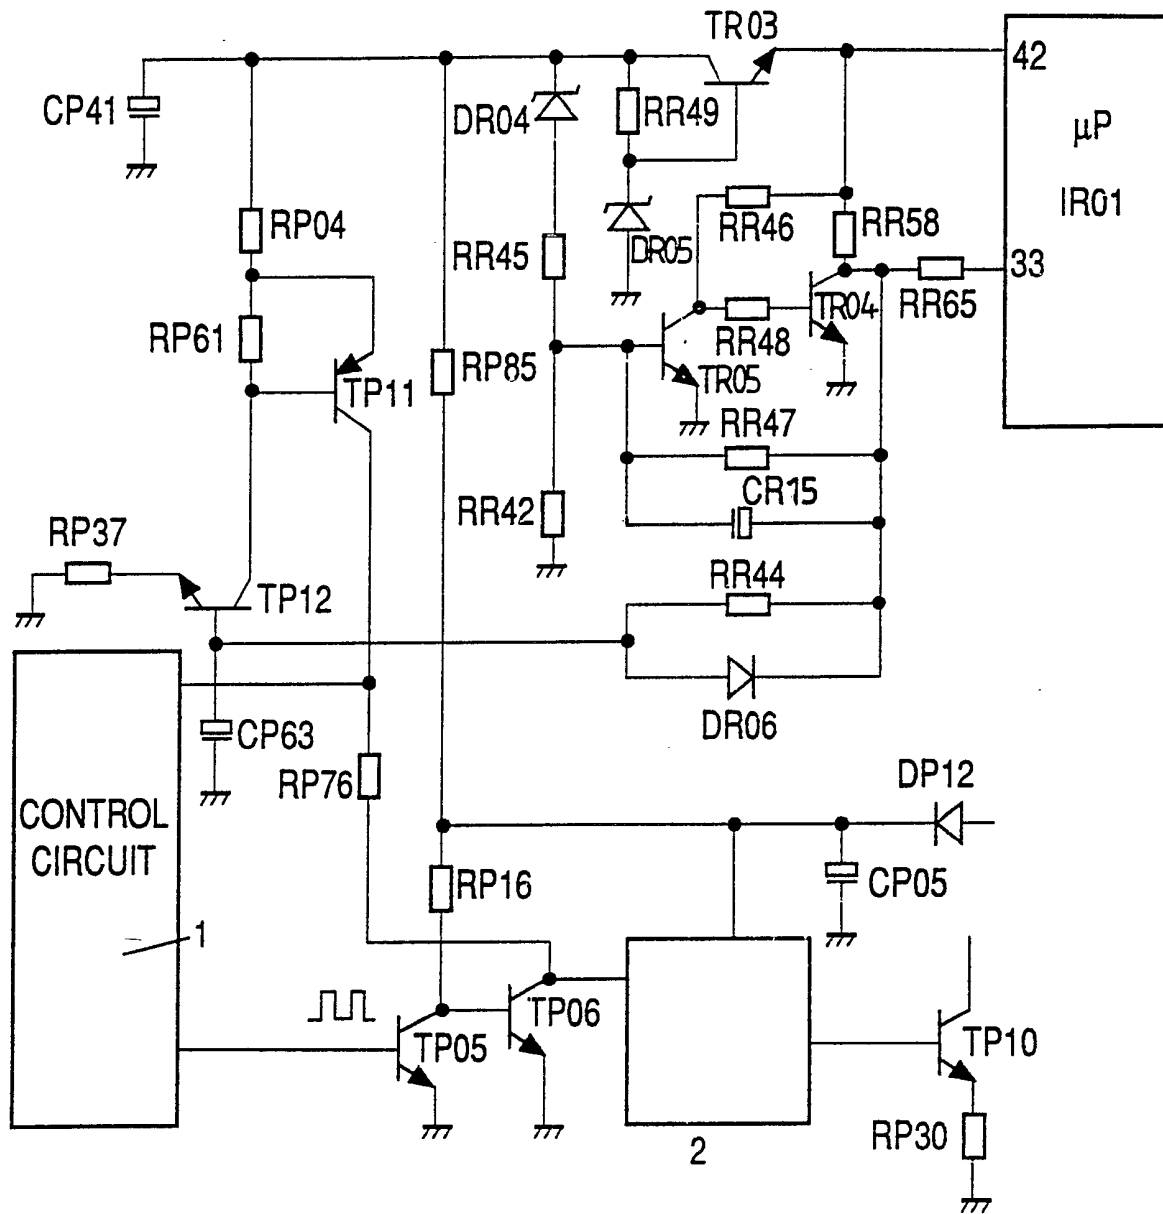 TR03
42
CP41
DR04
RR49
μP
IR01
RP04
RR46
RR58
RR45
DR05
33
RR65
TR04
RP61
RR48
RP85
TP11
TR05
RR47
CR15
RR42
RP37
RR44
TP12
CP63
DR06
RP76
DP12
CONTROL
CIRCUIT
RP16
CP05
1
TP06
TP05
TP10
RP30
2